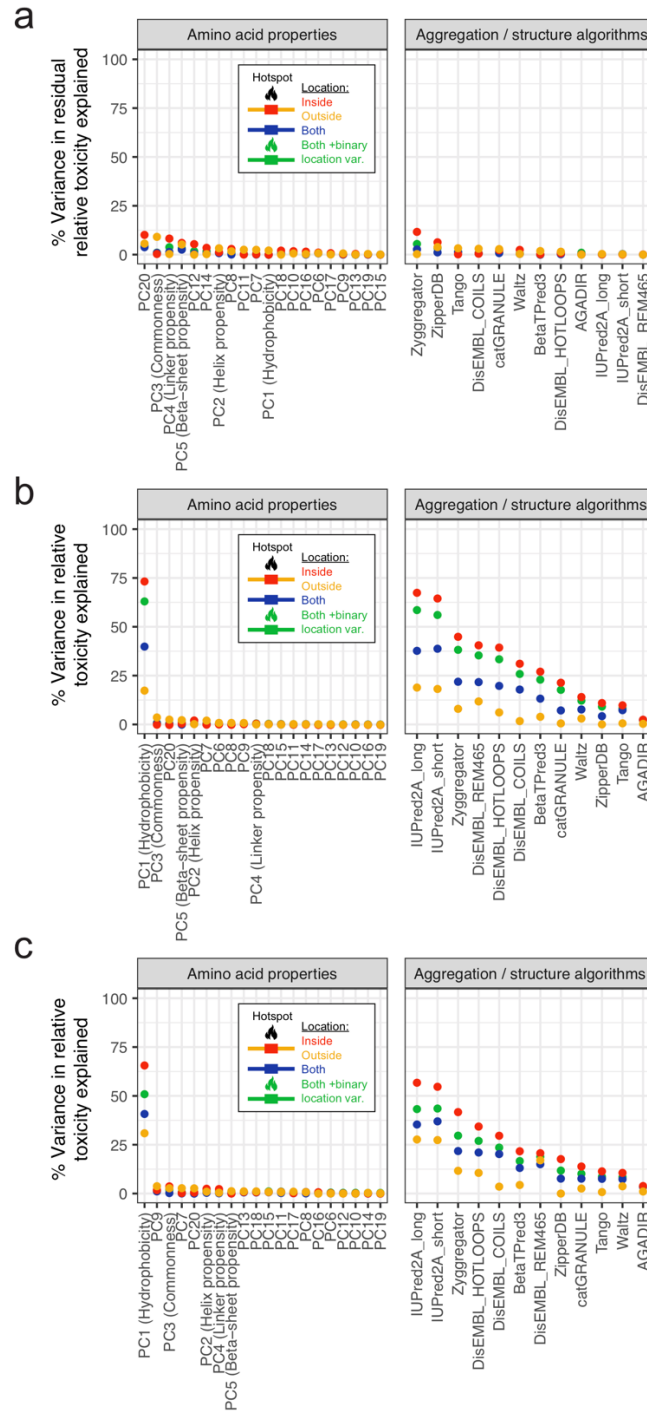 a
Amino acid properties
Aggregation / structure algorithms
% Variance in residual
relative toxicity explained
100
75
50
25
0
Hotspot
Location:
Inside
Outside
Both
Both +binary
location var.
PC20
PC3 (Commonness)
PC4 (Linker propensity)
PC5 (Beta−sheet propensity)
PC12
PC14
PC2 (Helix propensity)
PC8
PC11
PC7
PC1 (Hydrophobicity)
PC18
PC10
PC16
PC6
PC17
PC9
PC13
PC19
PC15
Zyggregator
ZipperDB
Tango
DisEMBL_COILS
catGRANULE
Waltz
BetaTPred3
DisEMBL_HOTLOOPS
AGADIR
IUPred2A_long
IUPred2A_short
DisEMBL_REM465
b
Amino acid properties
Aggregation / structure algorithms
% Variance in relative
toxicity explained
100
75
50
25
0
Hotspot
Location:
Inside
Outside
Both
Both +binary
location var.
PC1 (Hydrophobicity)
PC3 (Commonness)
PC20
PC5 (Beta−sheet propensity)
PC2 (Helix propensity)
PC7
PC6
PC8
PC9
PC4 (Linker propensity)
PC18
PC15
PC11
PC14
PC17
PC13
PC12
PC10
PC16
PC19
IUPred2A_long
IUPred2A_short
Zyggregator
DisEMBL_REM465
DisEMBL_HOTLOOPS
DisEMBL_COILS
BetaTPred3
catGRANULE
Waltz
ZipperDB
Tango
AGADIR
c
Amino acid properties
Aggregation / structure algorithms
% Variance in relative
toxicity explained
100
75
50
25
0
Hotspot
Location:
Inside
Outside
Both
Both +binary
location var.
PC1 (Hydrophobicity)
PC9
PC3 (Commonness)
PC7
PC20
PC2 (Helix propensity)
PC4 (Linker propensity)
PC5 (Beta−sheet propensity)
PC13
PC18
PC15
PC11
PC17
PC8
PC16
PC6
PC12
PC10
PC14
PC19
IUPred2A_long
IUPred2A_short
Zyggregator
DisEMBL_HOTLOOPS
DisEMBL_COILS
BetaTPred3
DisEMBL_REM465
ZipperDB
catGRANULE
Tango
Waltz
AGADIR